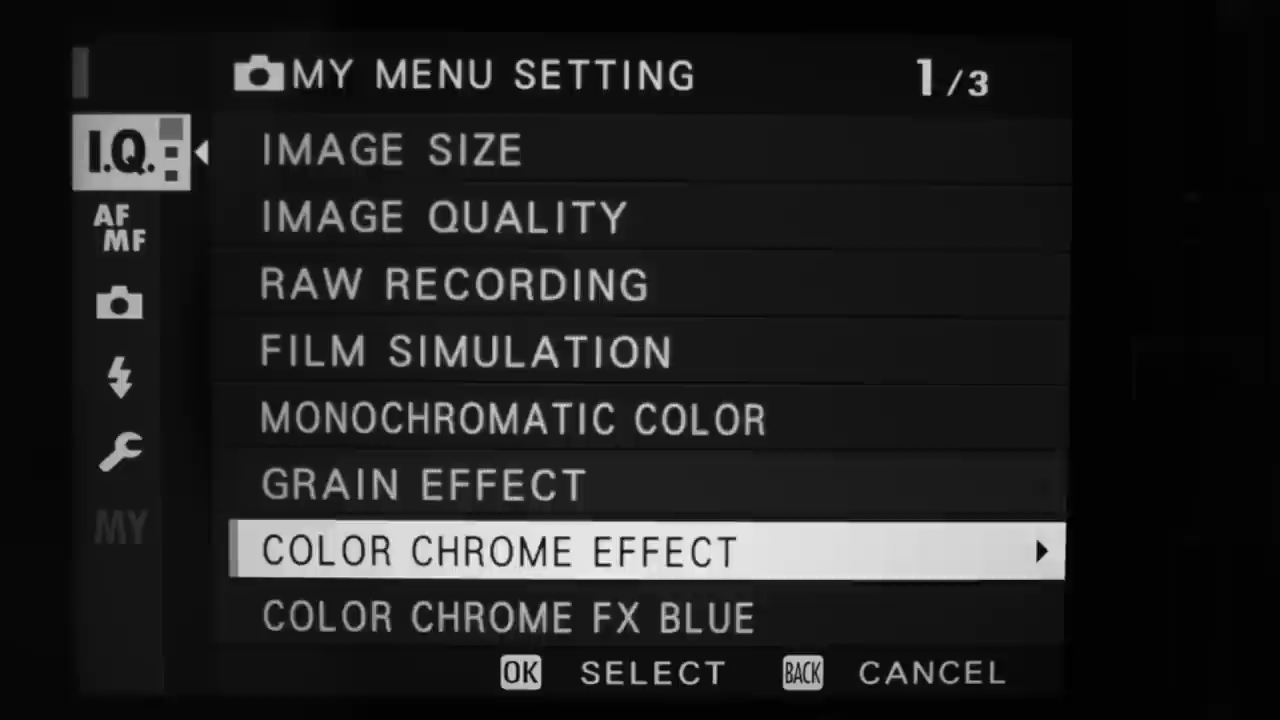 MY MENU SETTING 1/3
I.Q.
IMAGE SIZE
IMAGE QUALITY
AF
MF
RAW RECORDING
FILM SIMULATION
MONOCHROMATIC COLOR
GRAIN EFFECT
MY
COLOR CHROME EFFECT
COLOR CHROME FX BLUE
OK SELECT BACK CANCEL